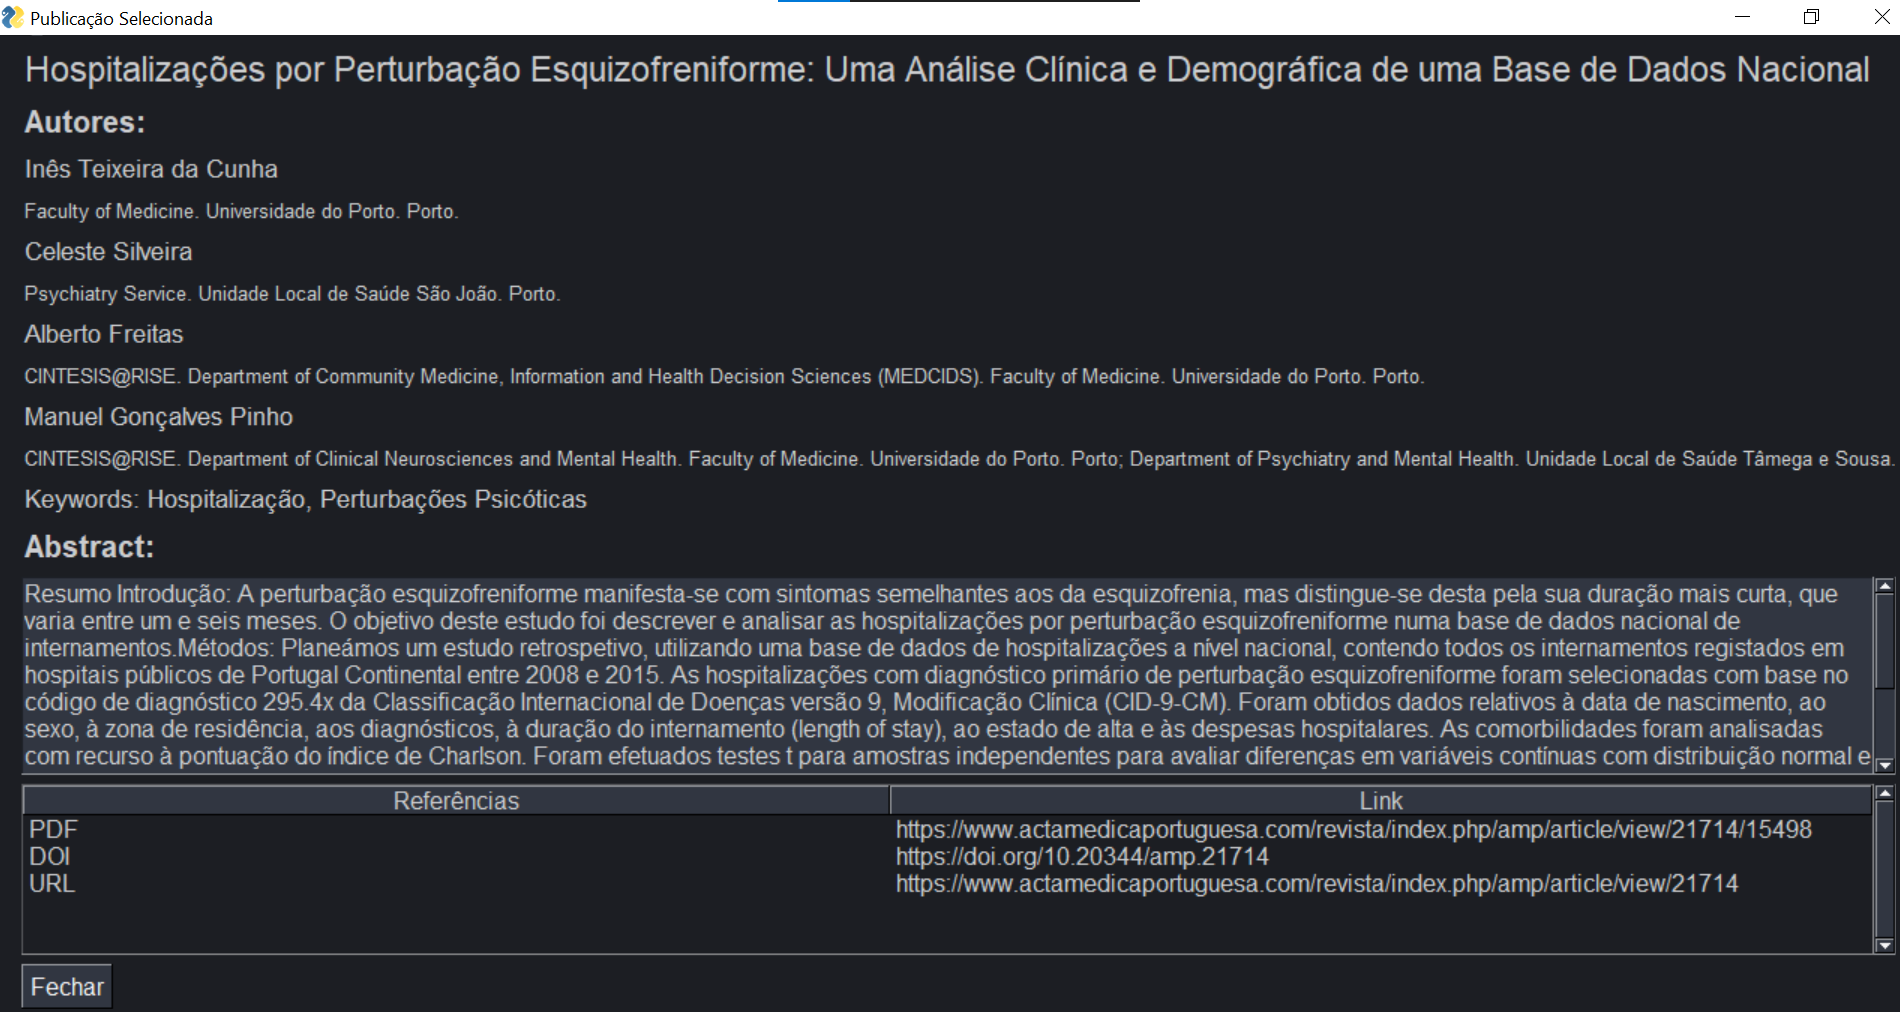 Publicação Selecionada
Hospitalizações por Perturbação Esquizofreniforme: Uma Análise Clínica e Demográfica de uma Base de Dados Nacional
Autores:
Inês Teixeira da Cunha
Faculty of Medicine. Universidade do Porto. Porto.
Celeste Silveira
Psychiatry Service. Unidade Local de Saúde São João. Porto.
Alberto Freitas
CINTESIS@RISE. Department of Community Medicine, Information and Health Decision Sciences (MEDCIDS). Faculty of Medicine. Universidade do Porto. Porto.
Manuel Gonçalves Pinho
CINTESIS@RISE. Department of Clinical Neurosciences and Mental Health. Faculty of Medicine. Universidade do Porto. Porto; Department of Psychiatry and Mental Health. Unidade Local de Saúde Tâmega e Sousa.
Keywords: Hospitalização, Perturbações Psicóticas
Abstract:
Resumo Introdução: A perturbação esquizofreniforme manifesta-se com sintomas semelhantes aos da esquizofrenia, mas distingue-se desta pela sua duração mais curta, que
varia entre um e seis meses. O objetivo deste estudo foi descrever e analisar as hospitalizações por perturbação esquizofreniforme numa base de dados nacional de
internamentos.Métodos: Planeámos um estudo retrospetivo, utilizando uma base de dados de hospitalizações a nível nacional, contendo todos os internamentos registados em
hospitais públicos de Portugal Continental entre 2008 e 2015. As hospitalizações com diagnóstico primário de perturbação esquizofreniforme foram selecionadas com base no
código de diagnóstico 295.4x da Classificação Internacional de Doenças versão 9, Modificação Clínica (CID-9-CM). Foram obtidos dados relativos à data de nascimento, ao
sexo, à zona de residência, aos diagnósticos, à duração do internamento (length of stay), ao estado de alta e às despesas hospitalares. As comorbilidades foram analisadas
com recurso à pontuação do índice de Charlson. Foram efetuados testes t para amostras independentes para avaliar diferenças em variáveis contínuas com distribuição normal e
Referências Link
PDF https://www.actamedicaportuguesa.com/revista/index.php/amp/article/view/21714/15498
DOI https://doi.org/10.20344/amp.21714
URL https://www.actamedicaportuguesa.com/revista/index.php/amp/article/view/21714
Fechar